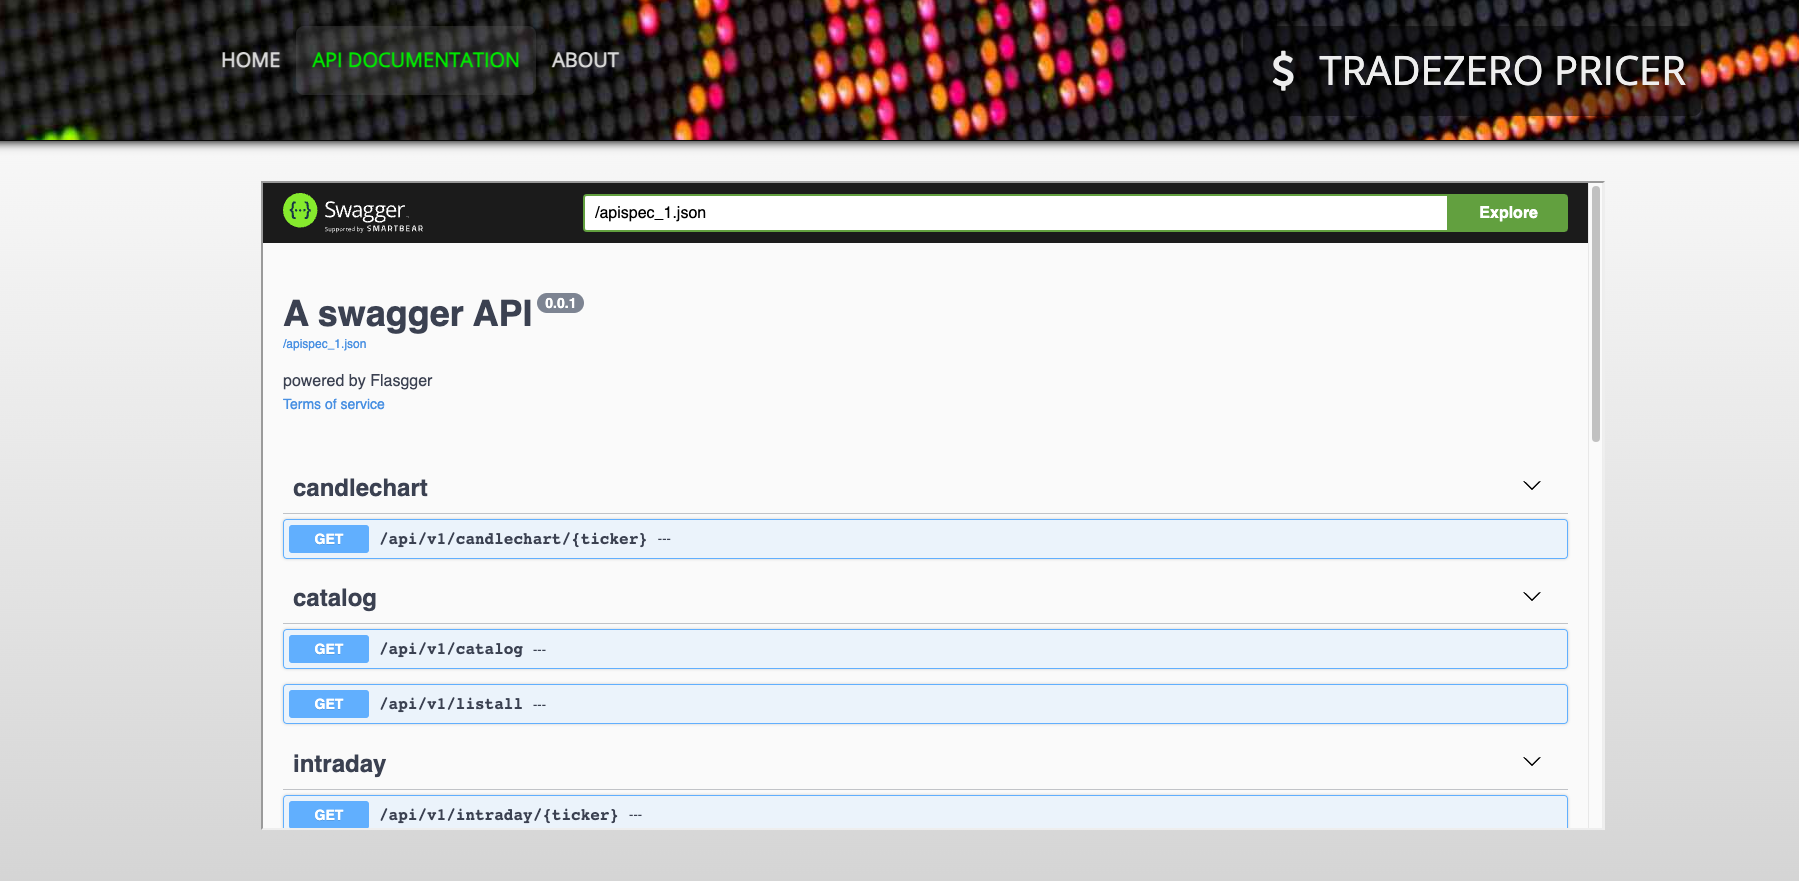 HOME API DOCUMENTATION ABOUT
$ TRADEZERO PRICER
{···} Swagger
Supported by SMARTBEAR
/apispec_1.json
Explore
A swagger API 0.0.1
/apispec_1.json
powered by Flasgger
Terms of service
candlechart
GET /api/v1/candlechart/{ticker} ---
catalog
GET /api/v1/catalog ---
GET /api/v1/listall ---
intraday
GET /api/v1/intraday/{ticker} ---